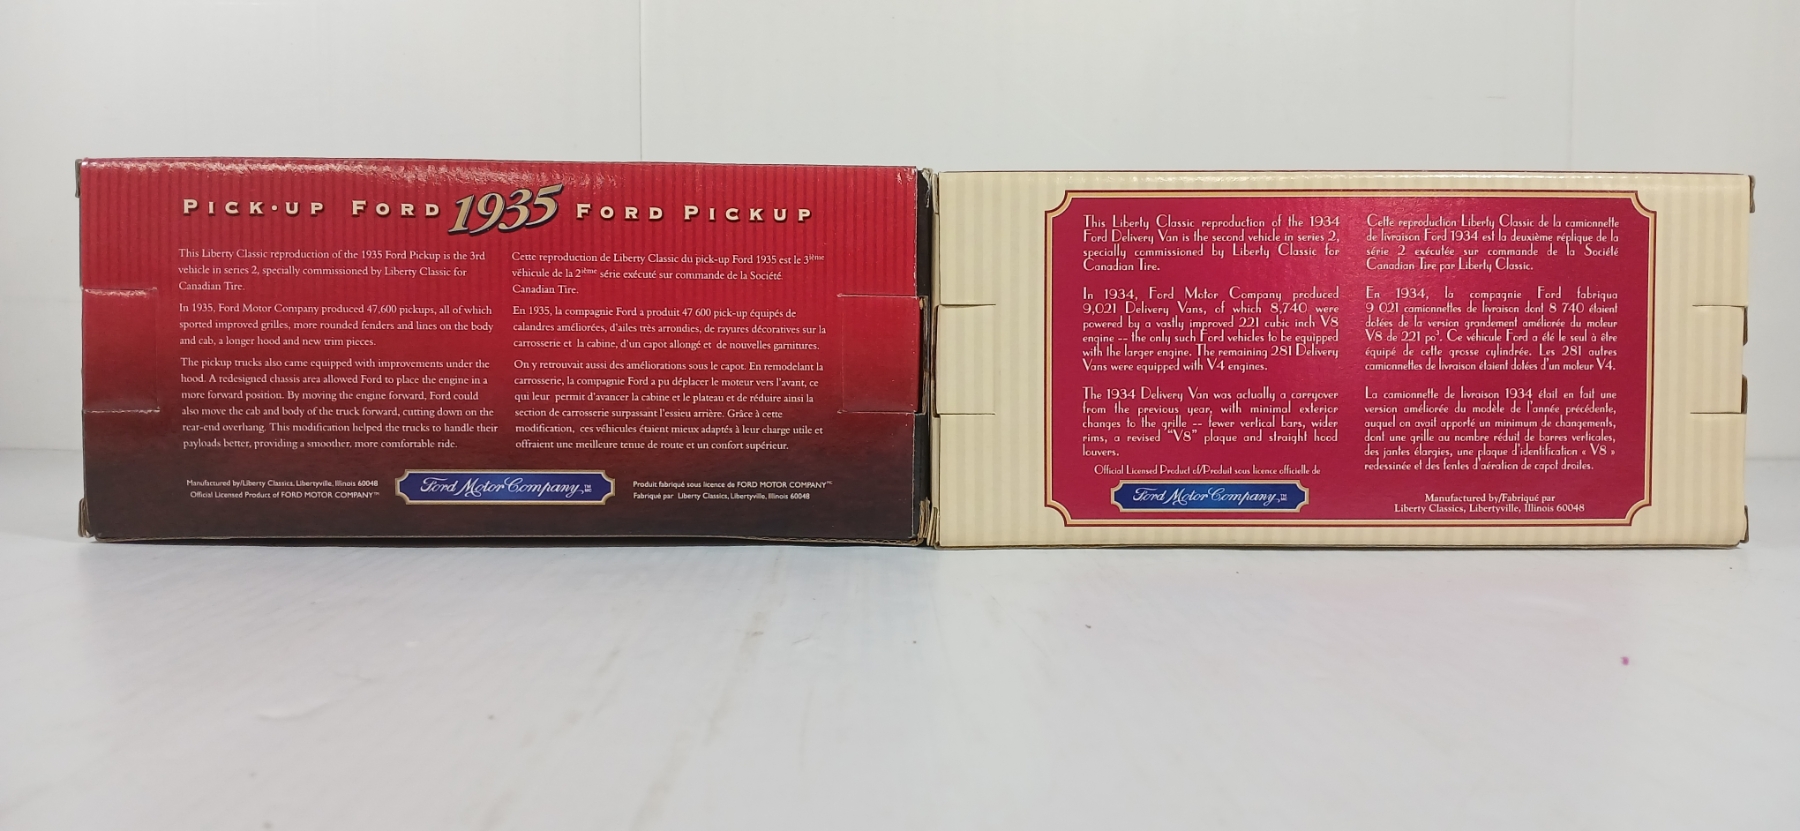 PICK·UP FORD 1935 FORD PICKUP
This Liberty Classic reproduction of the 1935 Ford Pickup is the 3rd
vehicle in series 2, specially commissioned by Liberty Classic for
Canadian Tire.
In 1935, Ford Motor Company produced 47,600 pickups, all of which
sported improved grilles, more rounded fenders and lines on the body
and cab, a longer hood and new trim pieces.
The pickup trucks also came equipped with improvements under the
hood. A redesigned chassis area allowed Ford to place the engine in a
more forward position. By moving the engine forward, Ford could
also move the cab and body of the truck forward, cutting down on the
rear-end overhang. This modification helped the trucks to handle their
payloads better, providing a smoother, more comfortable ride.
Cette reproduction de Liberty Classic du pick-up Ford 1935 est le 3ième
véhicule de la 2ième série exécuté sur commande de la Société
Canadian Tire.
En 1935, la compagnie Ford a produit 47 600 pick-up équipés de
calandres améliorées, d'ailes très arrondies, de rayures décoratives sur la
carrosserie et la cabine, d'un capot allongé et de nouvelles garnitures.
On y retrouvait aussi des améliorations sous le capot. En remodelant la
carrosserie, la compagnie Ford a pu déplacer le moteur vers l'avant, ce
qui leur permit d'avancer la cabine et le plateau et de réduire ainsi la
section de carrosserie surpassant l'essieu arrière. Grâce à cette
modification, ces véhicules étaient mieux adaptés à leur charge utile et
offraient une meilleure tenue de route et un confort supérieur.
Manufactured by/Liberty Classics, Libertyville, Illinois 60048
Official Licensed Product of FORD MOTOR COMPANY™
Ford Motor Company,™
Produit fabriqué sous licence de FORD MOTOR COMPANY™
Fabriqué par Liberty Classics, Libertyville, Illinois 60048
This Liberty Classic reproduction of the 1934
Ford Delivery Van is the second vehicle in series 2,
specially commissioned by Liberty Classic for
Canadian Tire.
In 1934, Ford Motor Company produced
9,021 Delivery Vans, of which 8,740 were
powered by a vastly improved 221 cubic inch V8
engine -- the only such Ford vehicles to be equipped
with the larger engine. The remaining 281 Delivery
Vans were equipped with V4 engines.
The 1934 Delivery Van was actually a carryover
from the previous year, with minimal exterior
changes to the grille -- fewer vertical bars, wider
rims, a revised "V8" plaque and straight hood
louvers.
Official Licensed Product of/Produit sous licence officielle de
Ford Motor Company,™
Cette reproduction Liberty Classic de la camionnette
de livraison Ford 1934 est la deuxième réplique de la
série 2 exécutée sur commande de la Société
Canadian Tire par Liberty Classic.
En 1934, la compagnie Ford fabriqua
9 021 camionnettes de livraison dont 8 740 étaient
dotées de la version grandement améliorée du moteur
V8 de 221 po³. Ce véhicule Ford a été le seul à être
équipé de cette grosse cylindrée. Les 281 autres
camionnettes de livraison étaient dotées d'un moteur V4.
La camionnette de livraison 1934 était en fait une
version améliorée du modèle de l'année précédente,
auquel on avait apporté un minimum de changements,
dont une grille au nombre réduit de barres verticales,
des jantes élargies, une plaque d'identification « V8 »
redessinée et des fentes d'aération de capot droites.
Manufactured by/Fabriqué par
Liberty Classics, Libertyville, Illinois 60048